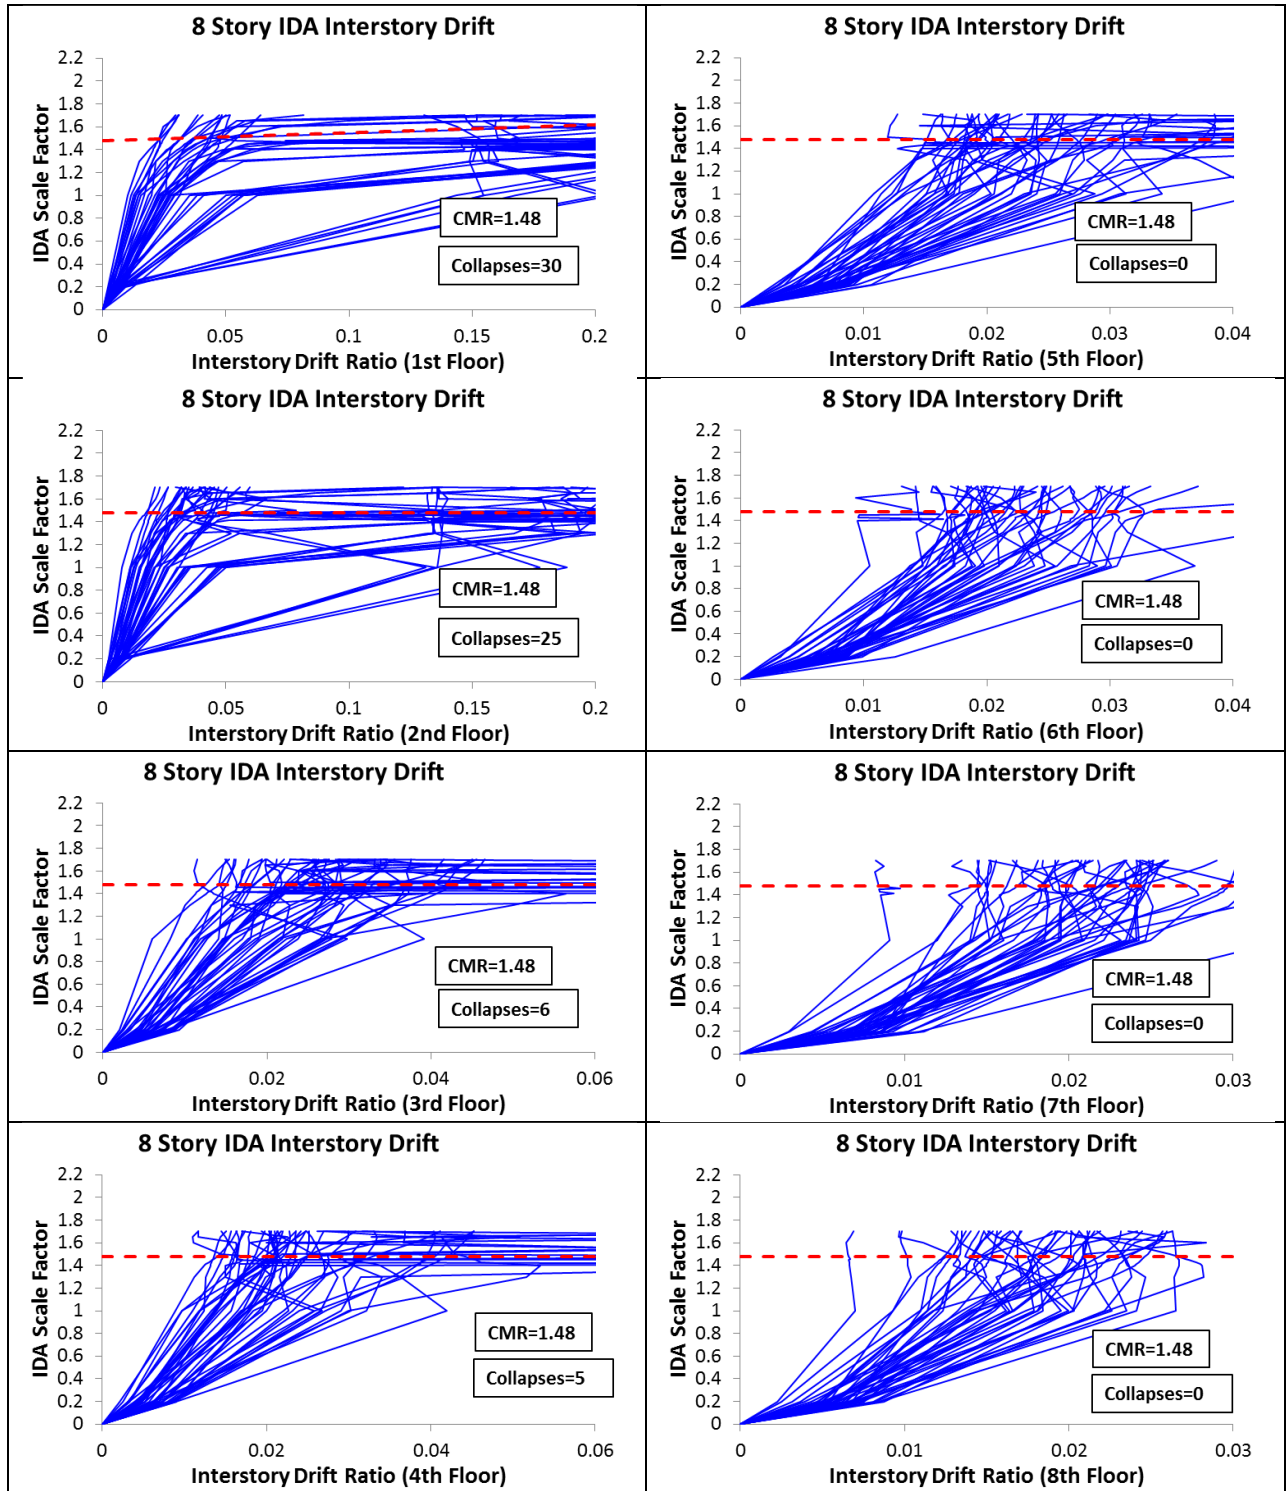 8 Story IDA Interstory Drift
2.2
2
1.8
1.6
1.4
1.2
1
0.8
0.6
0.4
0.2
0
IDA Scale Factor
CMR=1.48
Collapses=30
0 0.05 0.1 0.15 0.2
Interstory Drift Ratio (1st Floor)
8 Story IDA Interstory Drift
2.2
2
1.8
1.6
1.4
1.2
1
0.8
0.6
0.4
0.2
0
IDA Scale Factor
CMR=1.48
Collapses=0
0 0.01 0.02 0.03 0.04
Interstory Drift Ratio (5th Floor)
8 Story IDA Interstory Drift
2.2
2
1.8
1.6
1.4
1.2
1
0.8
0.6
0.4
0.2
0
IDA Scale Factor
CMR=1.48
Collapses=25
0 0.05 0.1 0.15 0.2
Interstory Drift Ratio (2nd Floor)
8 Story IDA Interstory Drift
2.2
2
1.8
1.6
1.4
1.2
1
0.8
0.6
0.4
0.2
0
IDA Scale Factor
CMR=1.48
Collapses=0
0 0.01 0.02 0.03 0.04
Interstory Drift Ratio (6th Floor)
8 Story IDA Interstory Drift
2.2
2
1.8
1.6
1.4
1.2
1
0.8
0.6
0.4
0.2
0
IDA Scale Factor
CMR=1.48
Collapses=6
0 0.02 0.04 0.06
Interstory Drift Ratio (3rd Floor)
8 Story IDA Interstory Drift
2.2
2
1.8
1.6
1.4
1.2
1
0.8
0.6
0.4
0.2
0
IDA Scale Factor
CMR=1.48
Collapses=0
0 0.01 0.02 0.03
Interstory Drift Ratio (7th Floor)
8 Story IDA Interstory Drift
2.2
2
1.8
1.6
1.4
1.2
1
0.8
0.6
0.4
0.2
0
IDA Scale Factor
CMR=1.48
Collapses=5
0 0.02 0.04 0.06
Interstory Drift Ratio (4th Floor)
8 Story IDA Interstory Drift
2.2
2
1.8
1.6
1.4
1.2
1
0.8
0.6
0.4
0.2
0
IDA Scale Factor
CMR=1.48
Collapses=0
0 0.01 0.02 0.03
Interstory Drift Ratio (8th Floor)